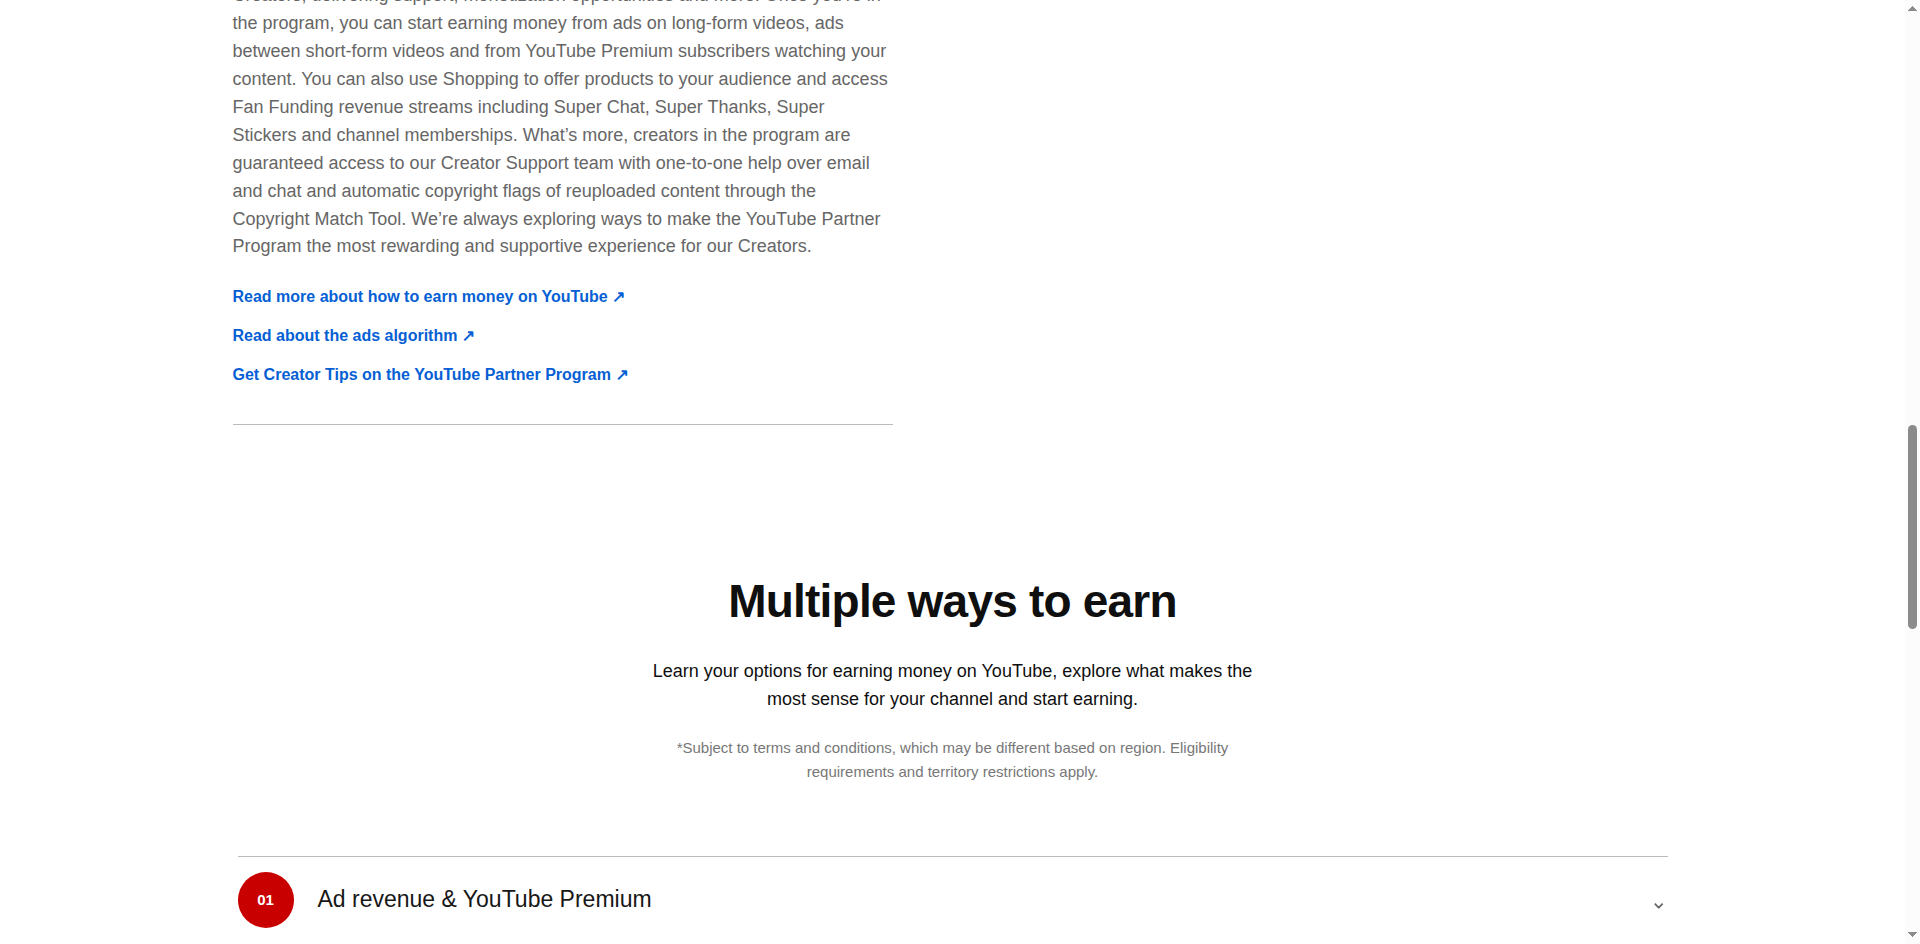 the program, you can start earning money from ads on long-form videos, ads
between short-form videos and from YouTube Premium subscribers watching your
content. You can also use Shopping to offer products to your audience and access
Fan Funding revenue streams including Super Chat, Super Thanks, Super
Stickers and channel memberships. What’s more, creators in the program are
guaranteed access to our Creator Support team with one-to-one help over email
and chat and automatic copyright flags of reuploaded content through the
Copyright Match Tool. We’re always exploring ways to make the YouTube Partner
Program the most rewarding and supportive experience for our Creators.
Read more about how to earn money on YouTube ↗
Read about the ads algorithm ↗
Get Creator Tips on the YouTube Partner Program ↗
Multiple ways to earn
Learn your options for earning money on YouTube, explore what makes the
most sense for your channel and start earning.
*Subject to terms and conditions, which may be different based on region. Eligibility
requirements and territory restrictions apply.
01 Ad revenue & YouTube Premium